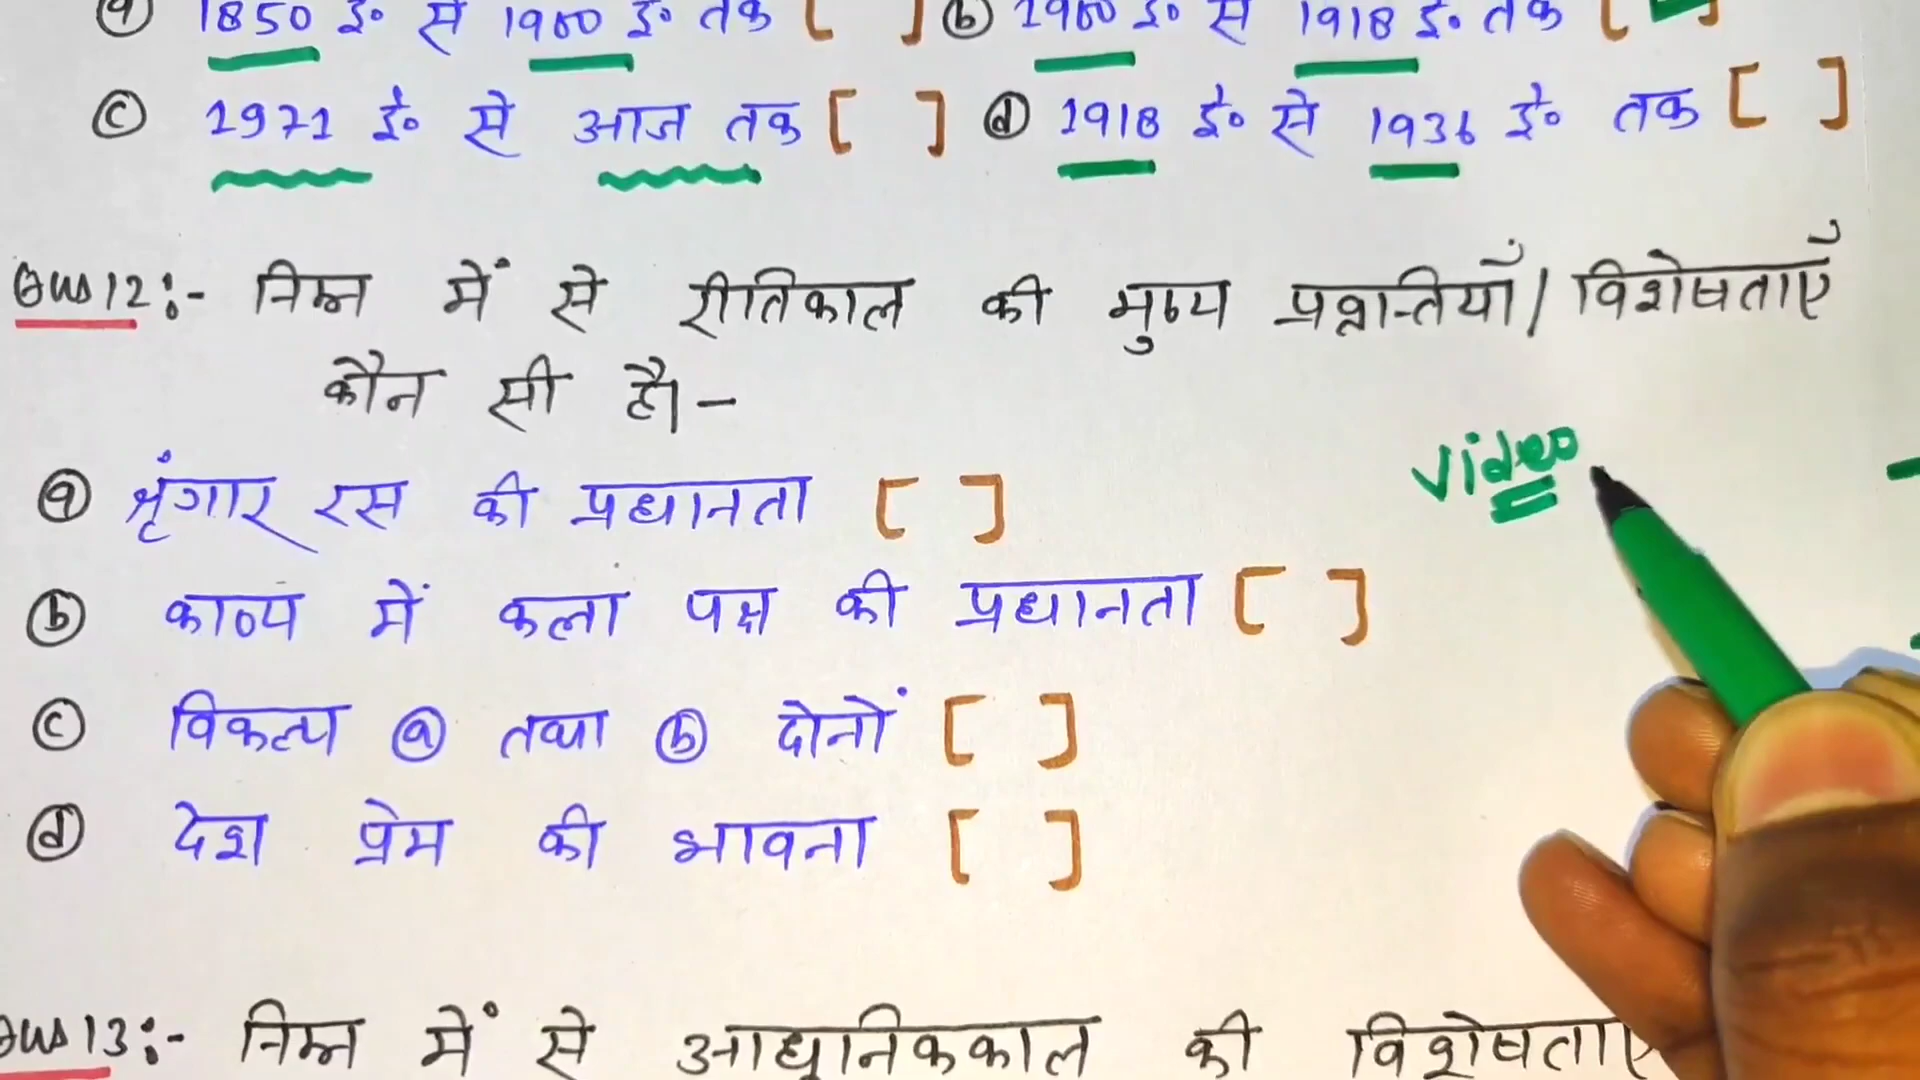 ⓐ 1850 ई० से 1900 ई० तक [ ] ⓑ 1900 ई० से 1918 ई० तक [ ]
ⓒ 1971 ई० से आज तक [ ] ⓓ 1918 ई० से 1936 ई० तक [ ]
Qus 12:- निम्न में से रीतिकाल की मुख्य प्रवृत्तियाँ / विशेषताएँ
कौन सी है।-
video
ⓐ श्रृंगार रस की प्रधानता [ ]
ⓑ काव्य में कला पक्ष की प्रधानता [ ]
ⓒ विकल्प ⓐ तथा ⓑ दोनों [ ]
ⓓ देश प्रेम की भावना [ ]
Qus 13:- निम्न में से आधुनिककाल की विशेषताए